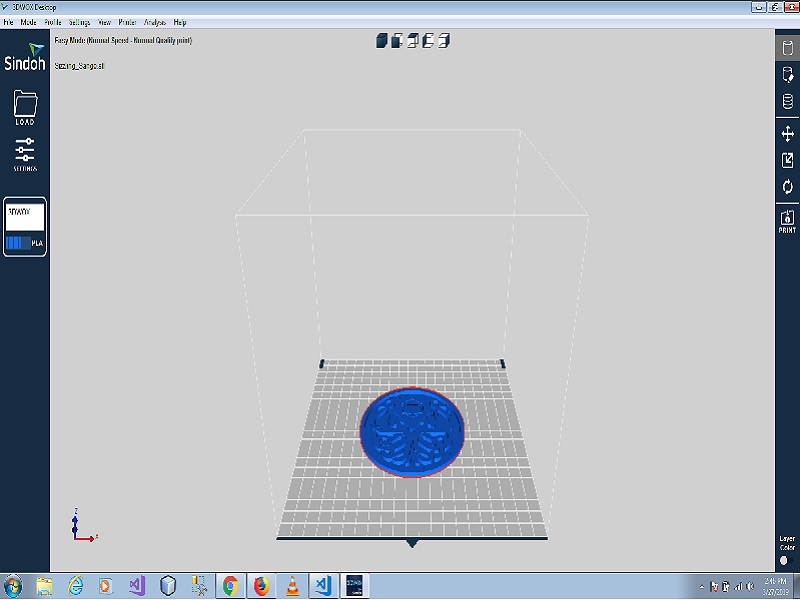 3DWOX Desktop
File Mode Profile Settings View Printer Analysis Help
Easy Mode (Normal Speed - Normal Quality print)
Sizzling_Sange.stl
Sindoh
LOAD
SETTINGS
3DWOX
PLA
PRINT
Z
X
Layer
Color
2:46 PM
3/27/2019